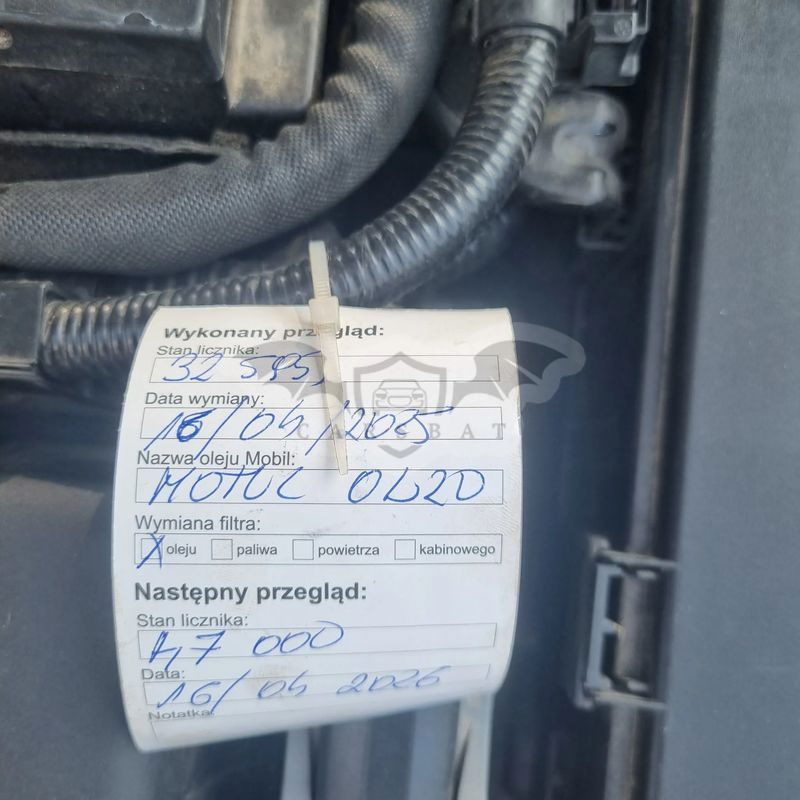 Wykonany przegląd:
Stan licznika:
32 595
Data wymiany:
16/04/2025
CARSBAT
Nazwa oleju Mobil:
MOTUL 0W20
Wymiana filtra:
X oleju paliwa powietrza kabinowego
Następny przegląd:
Stan licznika:
47 000
Data:
16/04 2026
Notatka